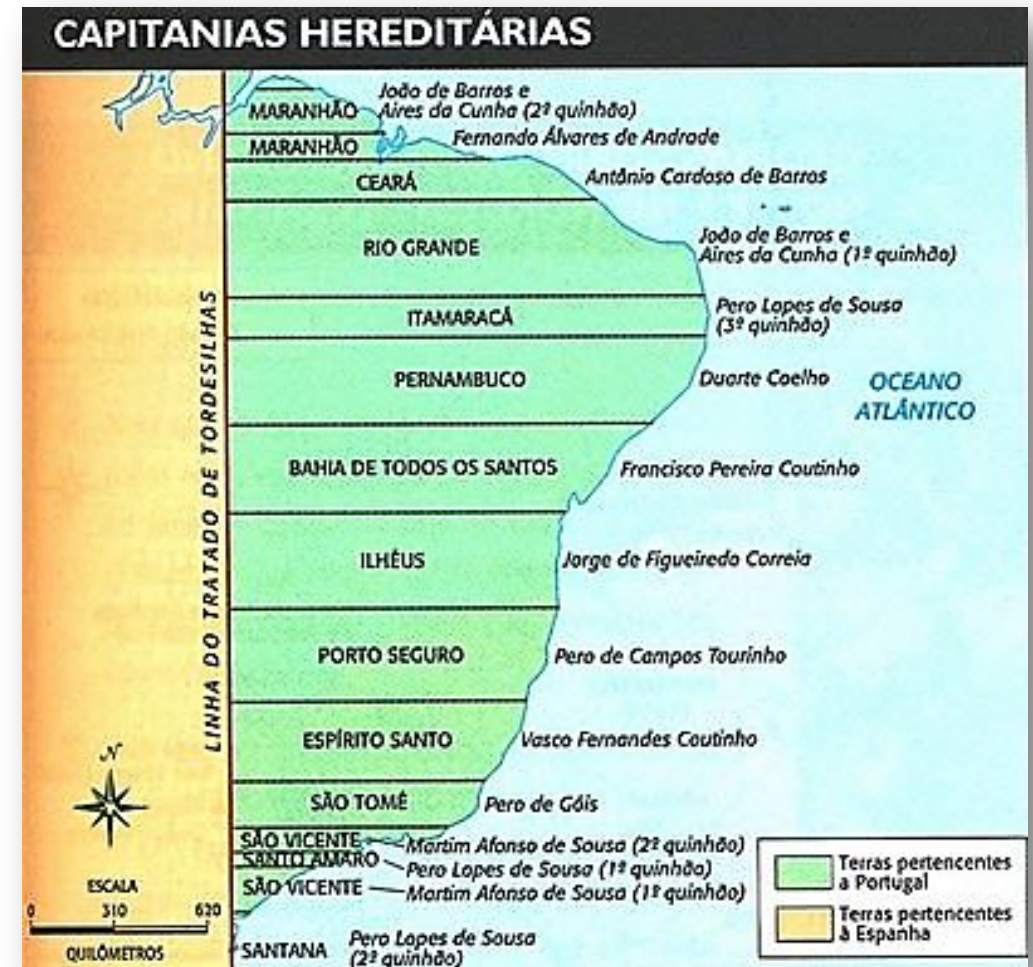 CAPITANIAS HEREDITÁRIAS
MARANHÃO
João de Barros e
Aires da Cunha (2º quinhão)
MARANHÃO
Fernando Álvares de Andrade
CEARÁ
Antônio Cardoso de Barros
RIO GRANDE
João de Barros e
Aires da Cunha (1º quinhão)
ITAMARACÁ
Pero Lopes de Sousa
(3º quinhão)
PERNAMBUCO
Duarte Coelho
OCEANO
ATLÂNTICO
BAHIA DE TODOS OS SANTOS
Francisco Pereira Coutinho
ILHÉUS
Jorge de Figueiredo Correia
PORTO SEGURO
Pero de Campos Tourinho
ESPÍRITO SANTO
Vasco Fernandes Coutinho
SÃO TOMÉ
Pero de Góis
SÃO VICENTE
Martim Afonso de Sousa (2º quinhão)
SANTO AMARO
Pero Lopes de Sousa (1º quinhão)
SÃO VICENTE
Martim Afonso de Sousa (1º quinhão)
SANTANA
Pero Lopes de Sousa
(2º quinhão)
LINHA DO TRATADO DE TORDESILHAS
N
ESCALA
0 310 620
QUILÔMETROS
Terras pertencentes
a Portugal
Terras pertencentes
à Espanha